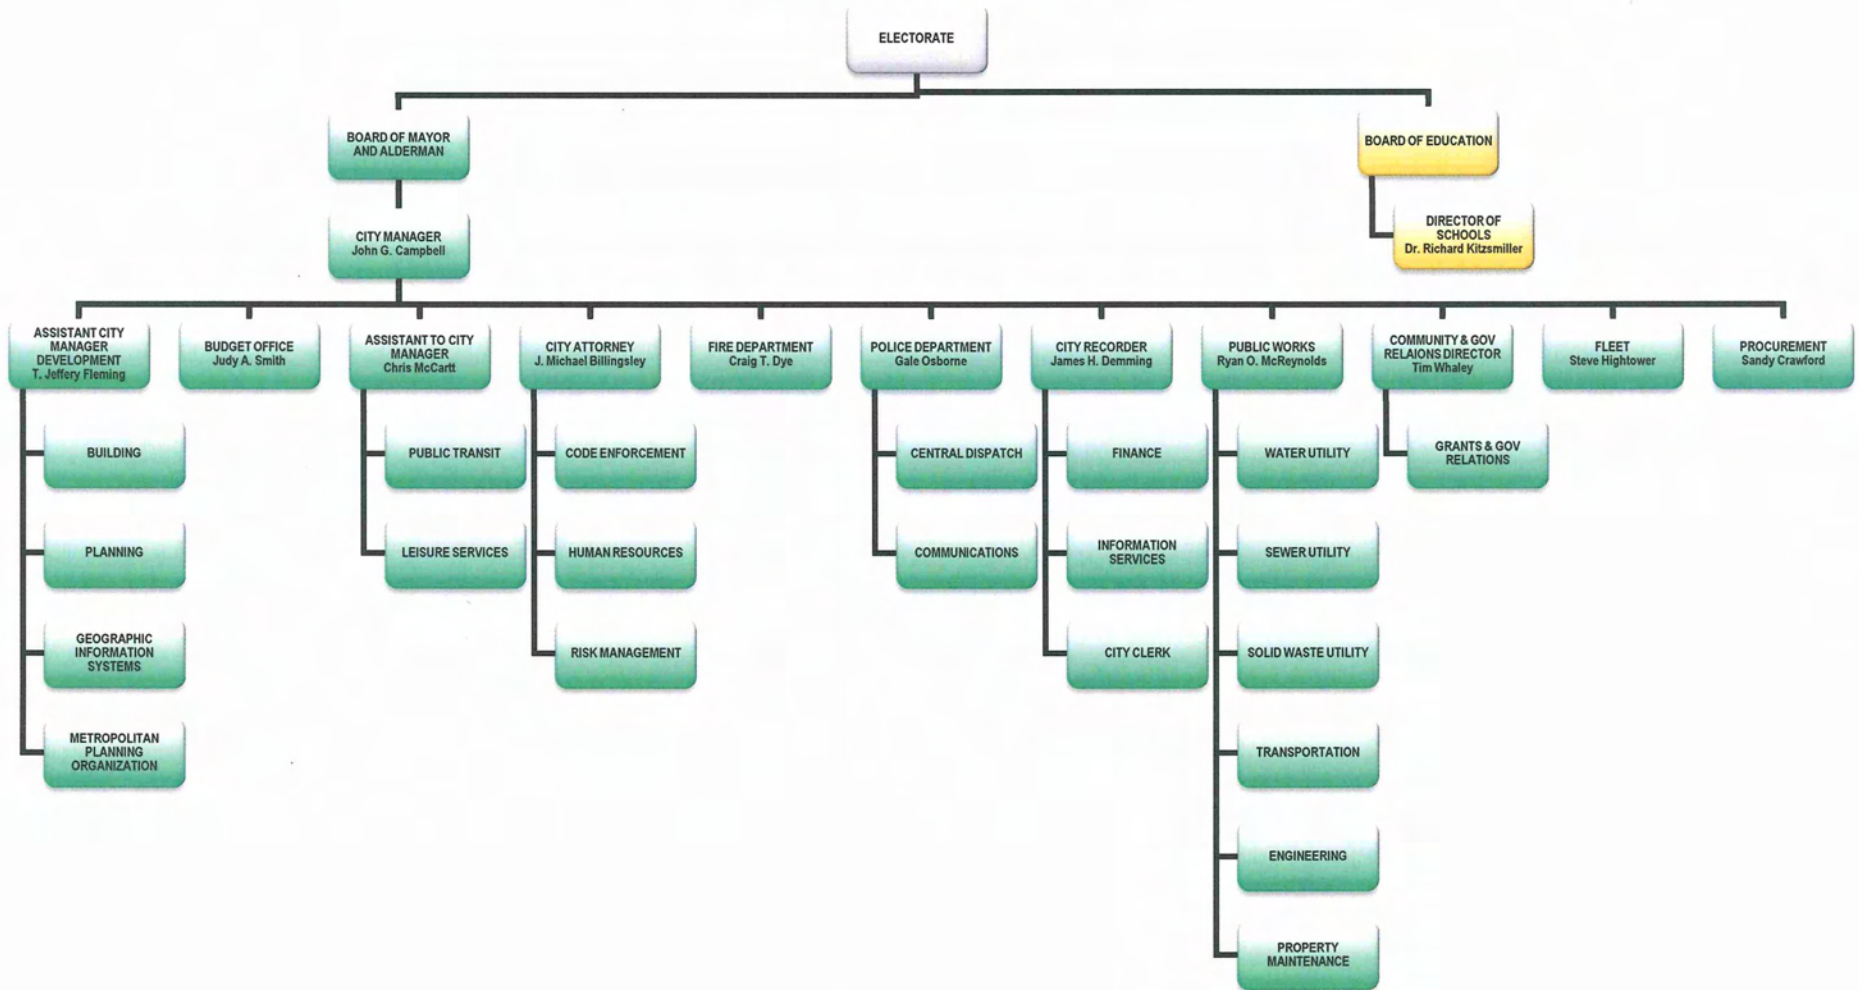 ELECTORATE
BOARD OF MAYOR
AND ALDERMAN
BOARD OF EDUCATION
CITY MANAGER
John G. Campbell
DIRECTOR OF
SCHOOLS
Dr. Richard Kitzsmiller
ASSISTANT CITY
MANAGER
DEVELOPMENT
T. Jeffery Fleming
BUDGET OFFICE
Judy A. Smith
ASSISTANT TO CITY
MANAGER
Chris McCartt
CITY ATTORNEY
J. Michael Billingsley
FIRE DEPARTMENT
Craig T. Dye
POLICE DEPARTMENT
Gale Osborne
CITY RECORDER
James H. Demming
PUBLIC WORKS
Ryan O. McReynolds
COMMUNITY & GOV
RELAIONS DIRECTOR
Tim Whaley
FLEET
Steve Hightower
PROCUREMENT
Sandy Crawford
BUILDING
PLANNING
GEOGRAPHIC
INFORMATION
SYSTEMS
METROPOLITAN
PLANNING
ORGANIZATION
PUBLIC TRANSIT
LEISURE SERVICES
CODE ENFORCEMENT
HUMAN RESOURCES
RISK MANAGEMENT
CENTRAL DISPATCH
COMMUNICATIONS
FINANCE
INFORMATION
SERVICES
CITY CLERK
WATER UTILITY
SEWER UTILITY
SOLID WASTE UTILITY
TRANSPORTATION
ENGINEERING
PROPERTY
MAINTENANCE
GRANTS & GOV
RELATIONS